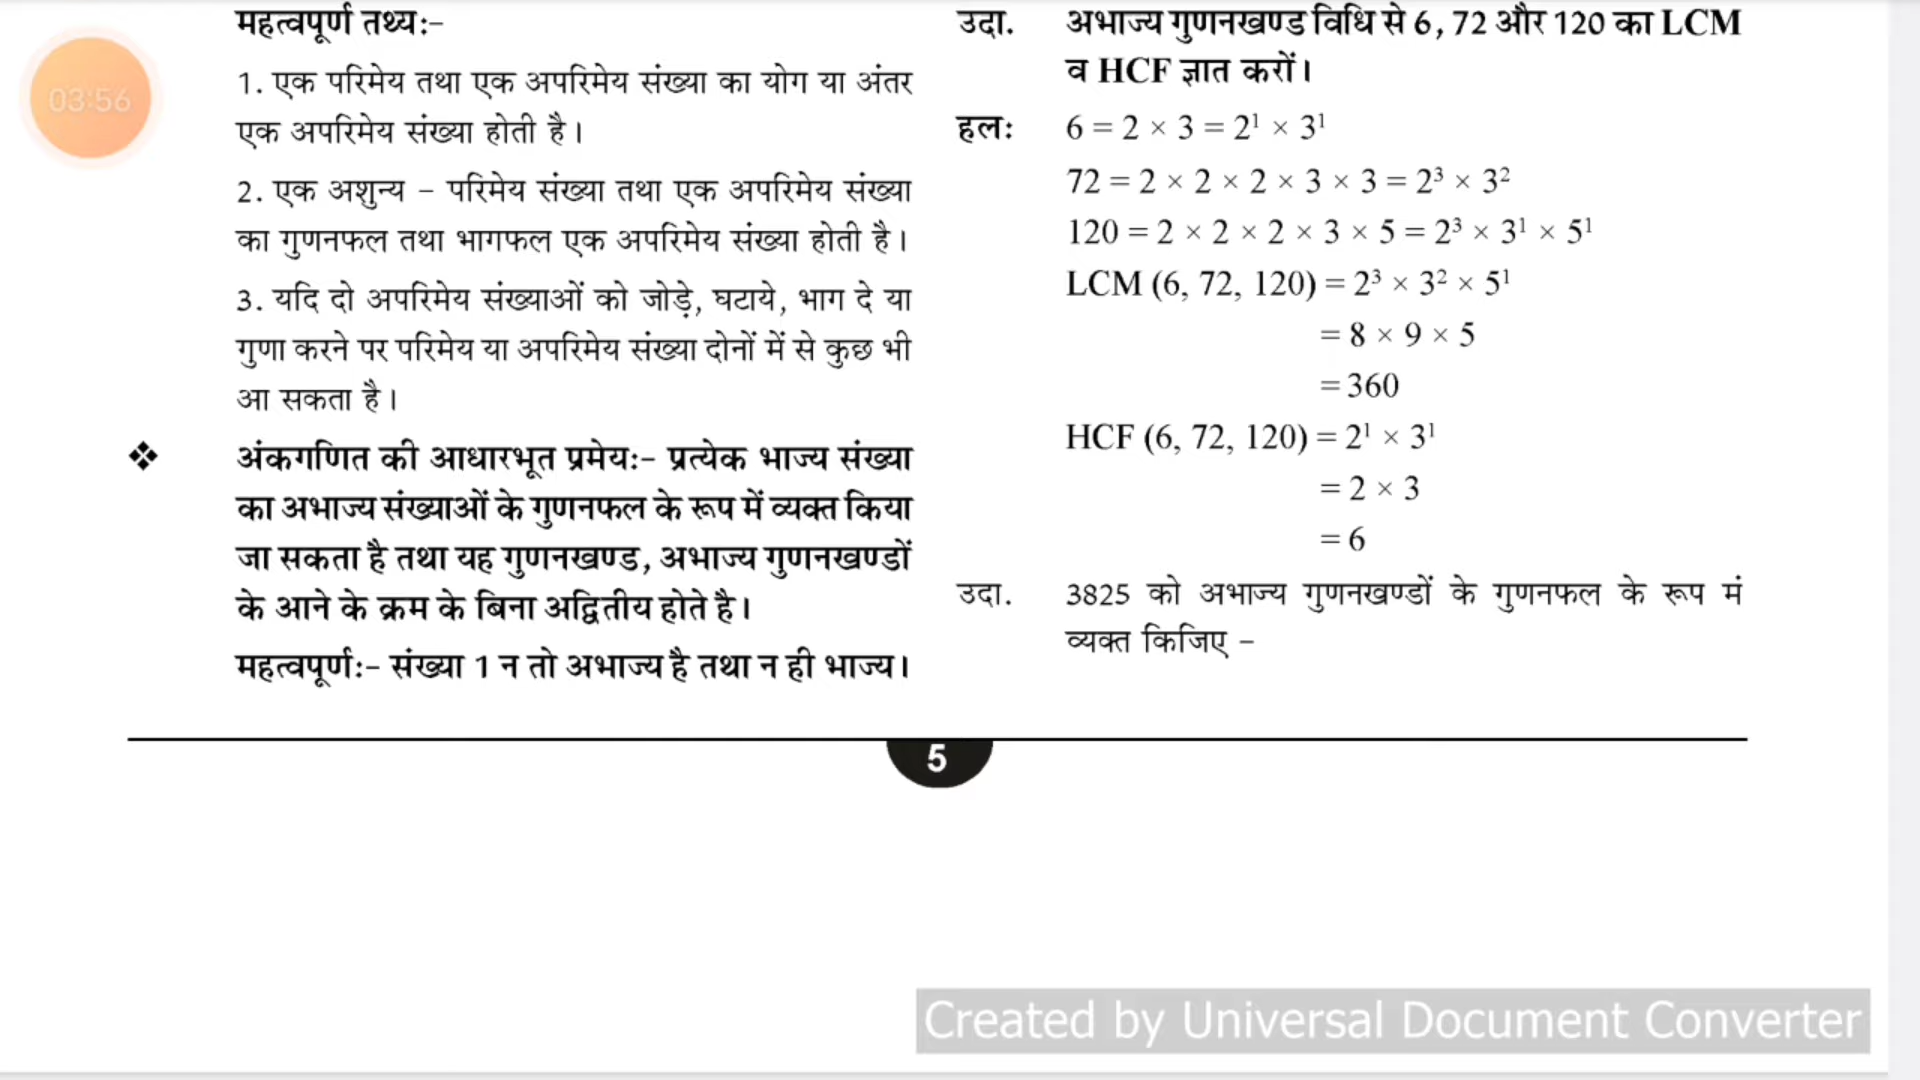 03:56
महत्वपूर्ण तथ्य:–
1. एक परिमेय तथा एक अपरिमेय संख्या का योग या अंतर
एक अपरिमेय संख्या होती है।
2. एक अशुन्य – परिमेय संख्या तथा एक अपरिमेय संख्या
का गुणनफल तथा भागफल एक अपरिमेय संख्या होती है।
3. यदि दो अपरिमेय संख्याओं को जोड़े, घटाये, भाग दे या
गुणा करने पर परिमेय या अपरिमेय संख्या दोनों में से कुछ भी
आ सकता है।
❖ अंकगणित की आधारभूत प्रमेय:– प्रत्येक भाज्य संख्या
का अभाज्य संख्याओं के गुणनफल के रूप में व्यक्त किया
जा सकता है तथा यह गुणनखण्ड, अभाज्य गुणनखण्डों
के आने के क्रम के बिना अद्वितीय होते है।
महत्वपूर्ण:– संख्या 1 न तो अभाज्य है तथा न ही भाज्य।
उदा. अभाज्य गुणनखण्ड विधि से 6, 72 और 120 का LCM
व HCF ज्ञात करों।
हल: 6 = 2 × 3 = 2¹ × 3¹
72 = 2 × 2 × 2 × 3 × 3 = 2³ × 3²
120 = 2 × 2 × 2 × 3 × 5 = 2³ × 3¹ × 5¹
LCM (6, 72, 120) = 2³ × 3² × 5¹
= 8 × 9 × 5
= 360
HCF (6, 72, 120) = 2¹ × 3¹
= 2 × 3
= 6
उदा. 3825 को अभाज्य गुणनखण्डों के गुणनफल के रूप मं
व्यक्त किजिए –
5
Created by Universal Document Converter